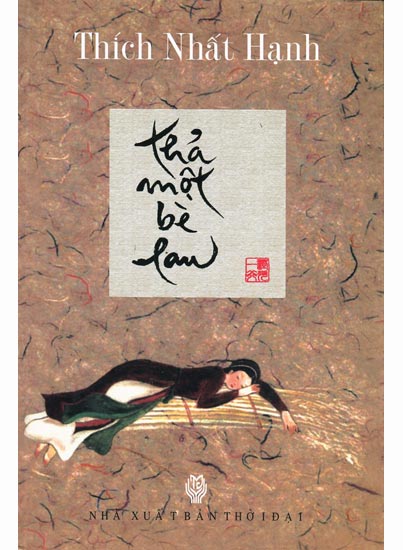 Thích Nhất Hạnh
thả
một
bè
lau
NHÀ XUẤT BẢN THỜI ĐẠI